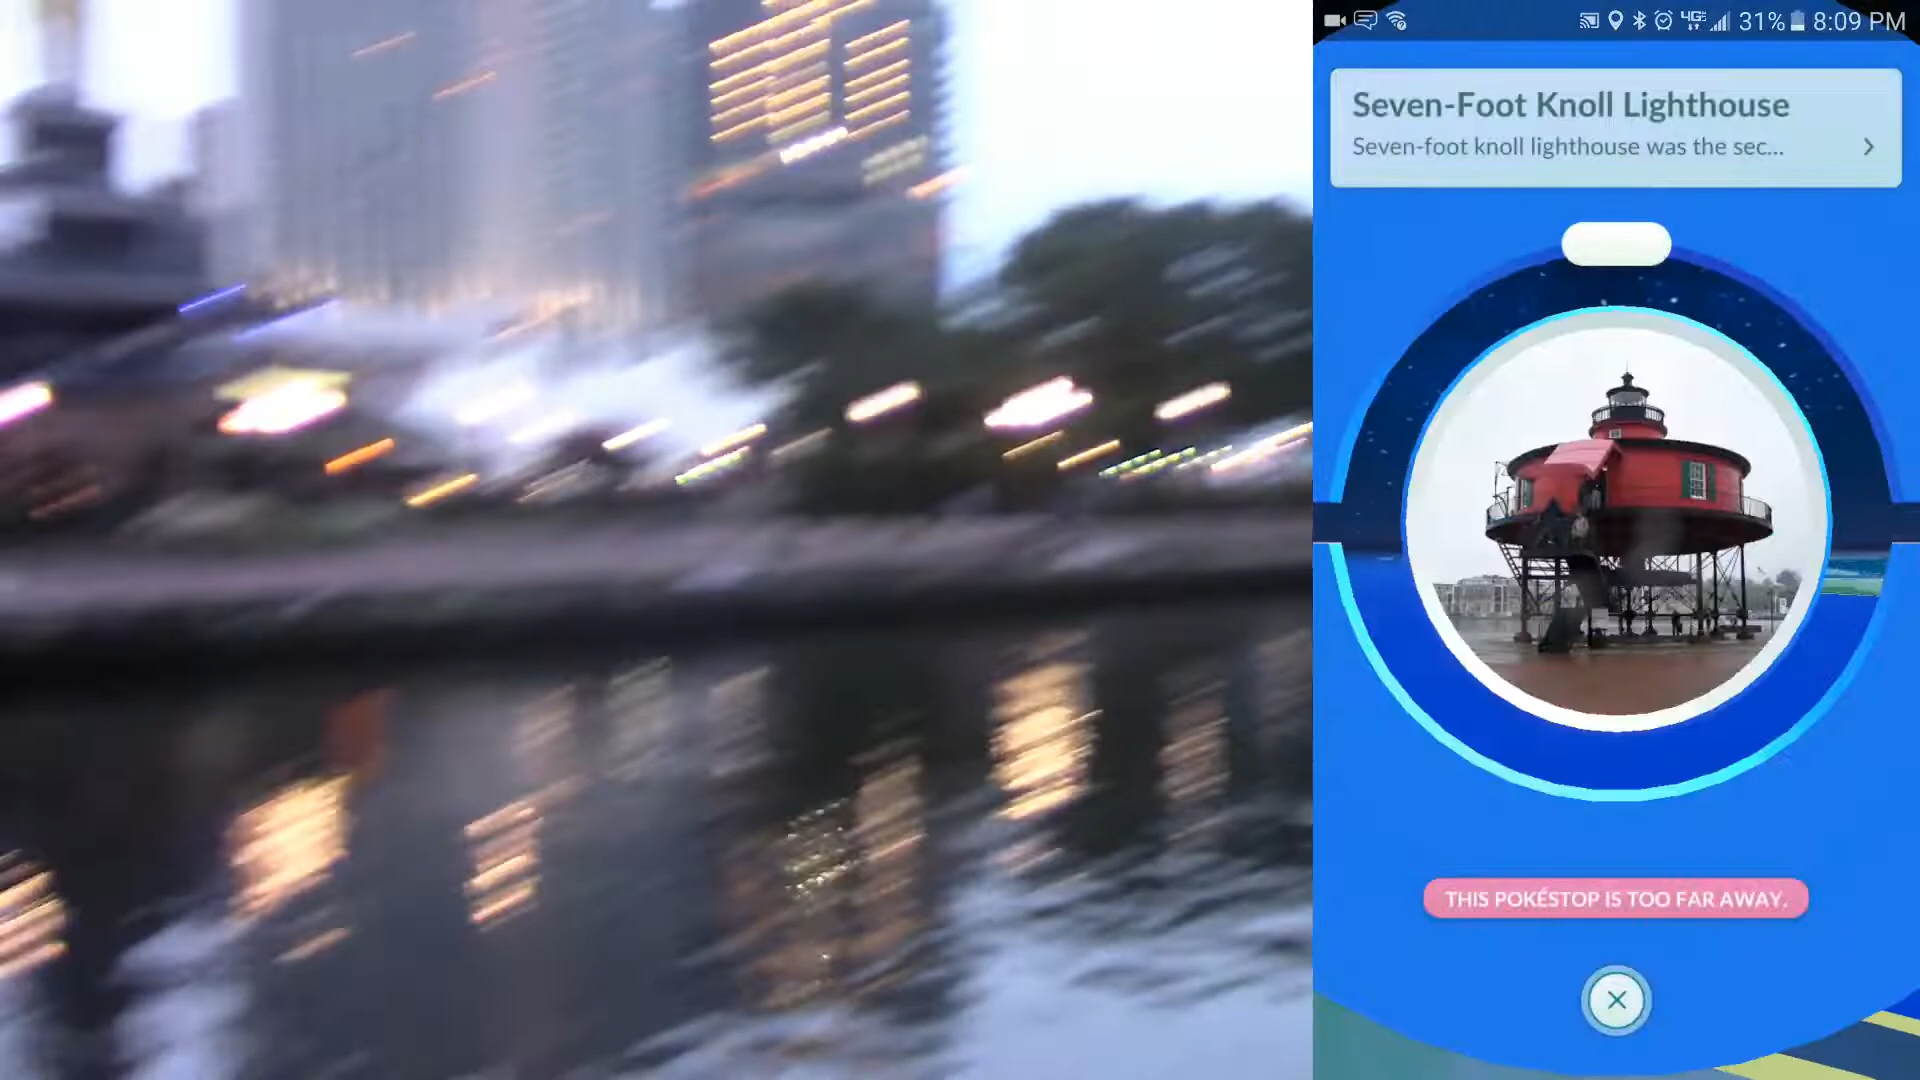 4G 31% 8:09 PM
Seven-Foot Knoll Lighthouse
Seven-foot knoll lighthouse was the sec...
THIS POKÉSTOP IS TOO FAR AWAY.